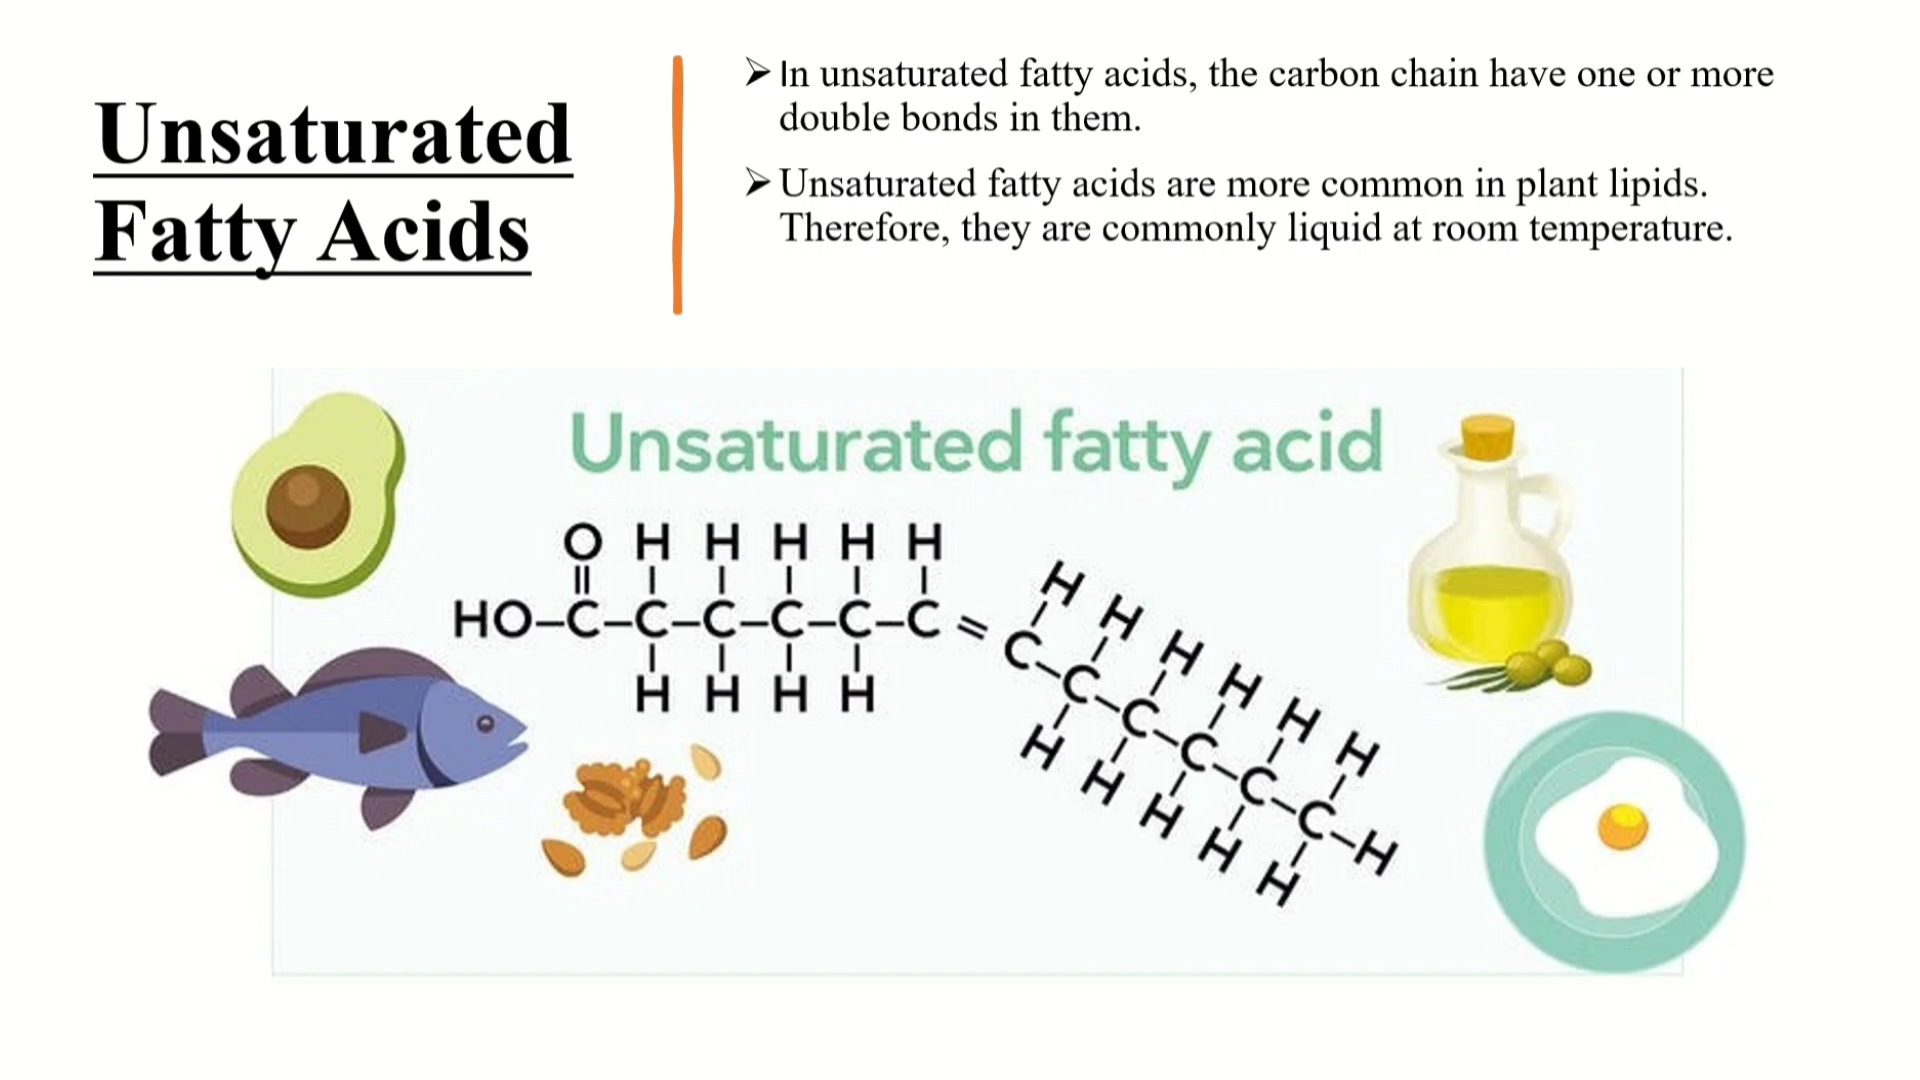 Unsaturated
Fatty Acids
➢ In unsaturated fatty acids, the carbon chain have one or more
double bonds in them.
➢ Unsaturated fatty acids are more common in plant lipids.
Therefore, they are commonly liquid at room temperature.
Unsaturated fatty acid
O H H H H H
HO–C–C–C–C–C–C=C–C–C–C–C–C–H
H H H H
H H H H H H
H H H H H